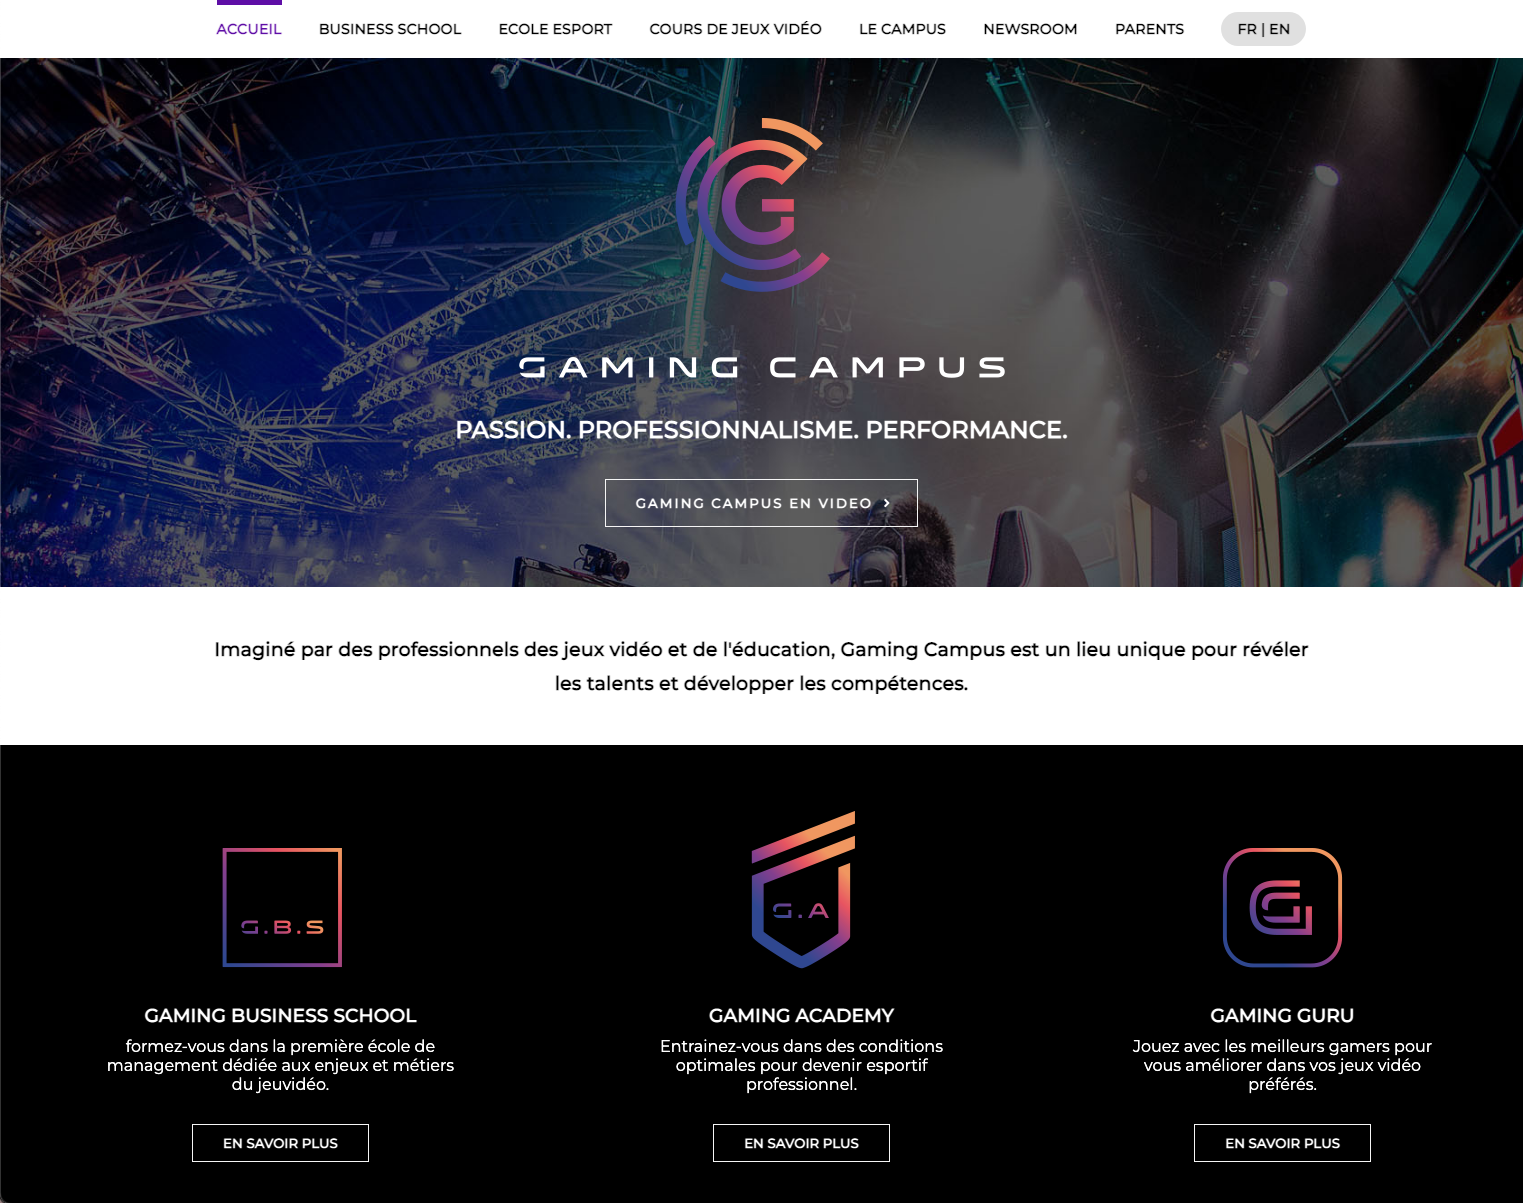 ACCUEIL BUSINESS SCHOOL ECOLE ESPORT COURS DE JEUX VIDÉO LE CAMPUS NEWSROOM PARENTS FR | EN
G
GAMING CAMPUS
PASSION. PROFESSIONNALISME. PERFORMANCE.
GAMING CAMPUS EN VIDEO
ALL
Imaginé par des professionnels des jeux vidéo et de l'éducation, Gaming Campus est un lieu unique pour révéler
les talents et développer les compétences.
G.B.S
GAMING BUSINESS SCHOOL
formez-vous dans la première école de
management dédiée aux enjeux et métiers
du jeuvidéo.
EN SAVOIR PLUS
G.A
GAMING ACADEMY
Entrainez-vous dans des conditions
optimales pour devenir esportif
professionnel.
EN SAVOIR PLUS
G
GAMING GURU
Jouez avec les meilleurs gamers pour
vous améliorer dans vos jeux vidéo
préférés.
EN SAVOIR PLUS